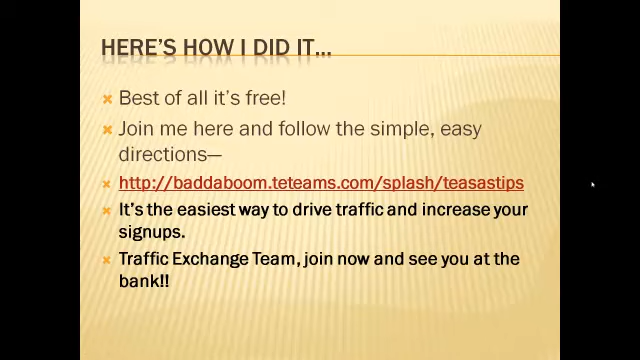 HERE'S HOW I DID IT...
Best of all it's free!
Join me here and follow the simple, easy
directions—
http://baddaboom.teteams.com/splash/teasastips
It's the easiest way to drive traffic and increase your
signups.
Traffic Exchange Team, join now and see you at the
bank!!